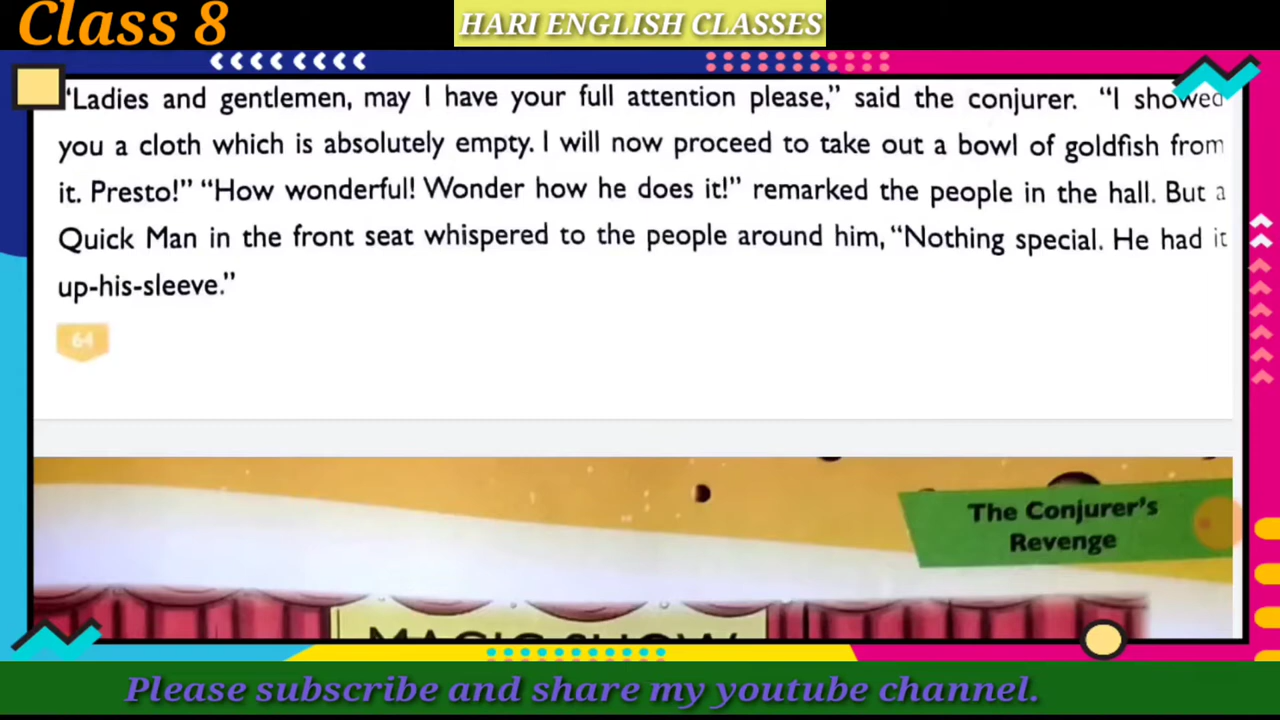 Class 8
HARI ENGLISH CLASSES
"Ladies and gentlemen, may I have your full attention please," said the conjurer. "I showed
you a cloth which is absolutely empty. I will now proceed to take out a bowl of goldfish from
it. Presto!" "How wonderful! Wonder how he does it!" remarked the people in the hall. But a
Quick Man in the front seat whispered to the people around him, "Nothing special. He had it
up-his-sleeve."
64
The Conjurer's
Revenge
MAGIC SHOW
Please subscribe and share my youtube channel.